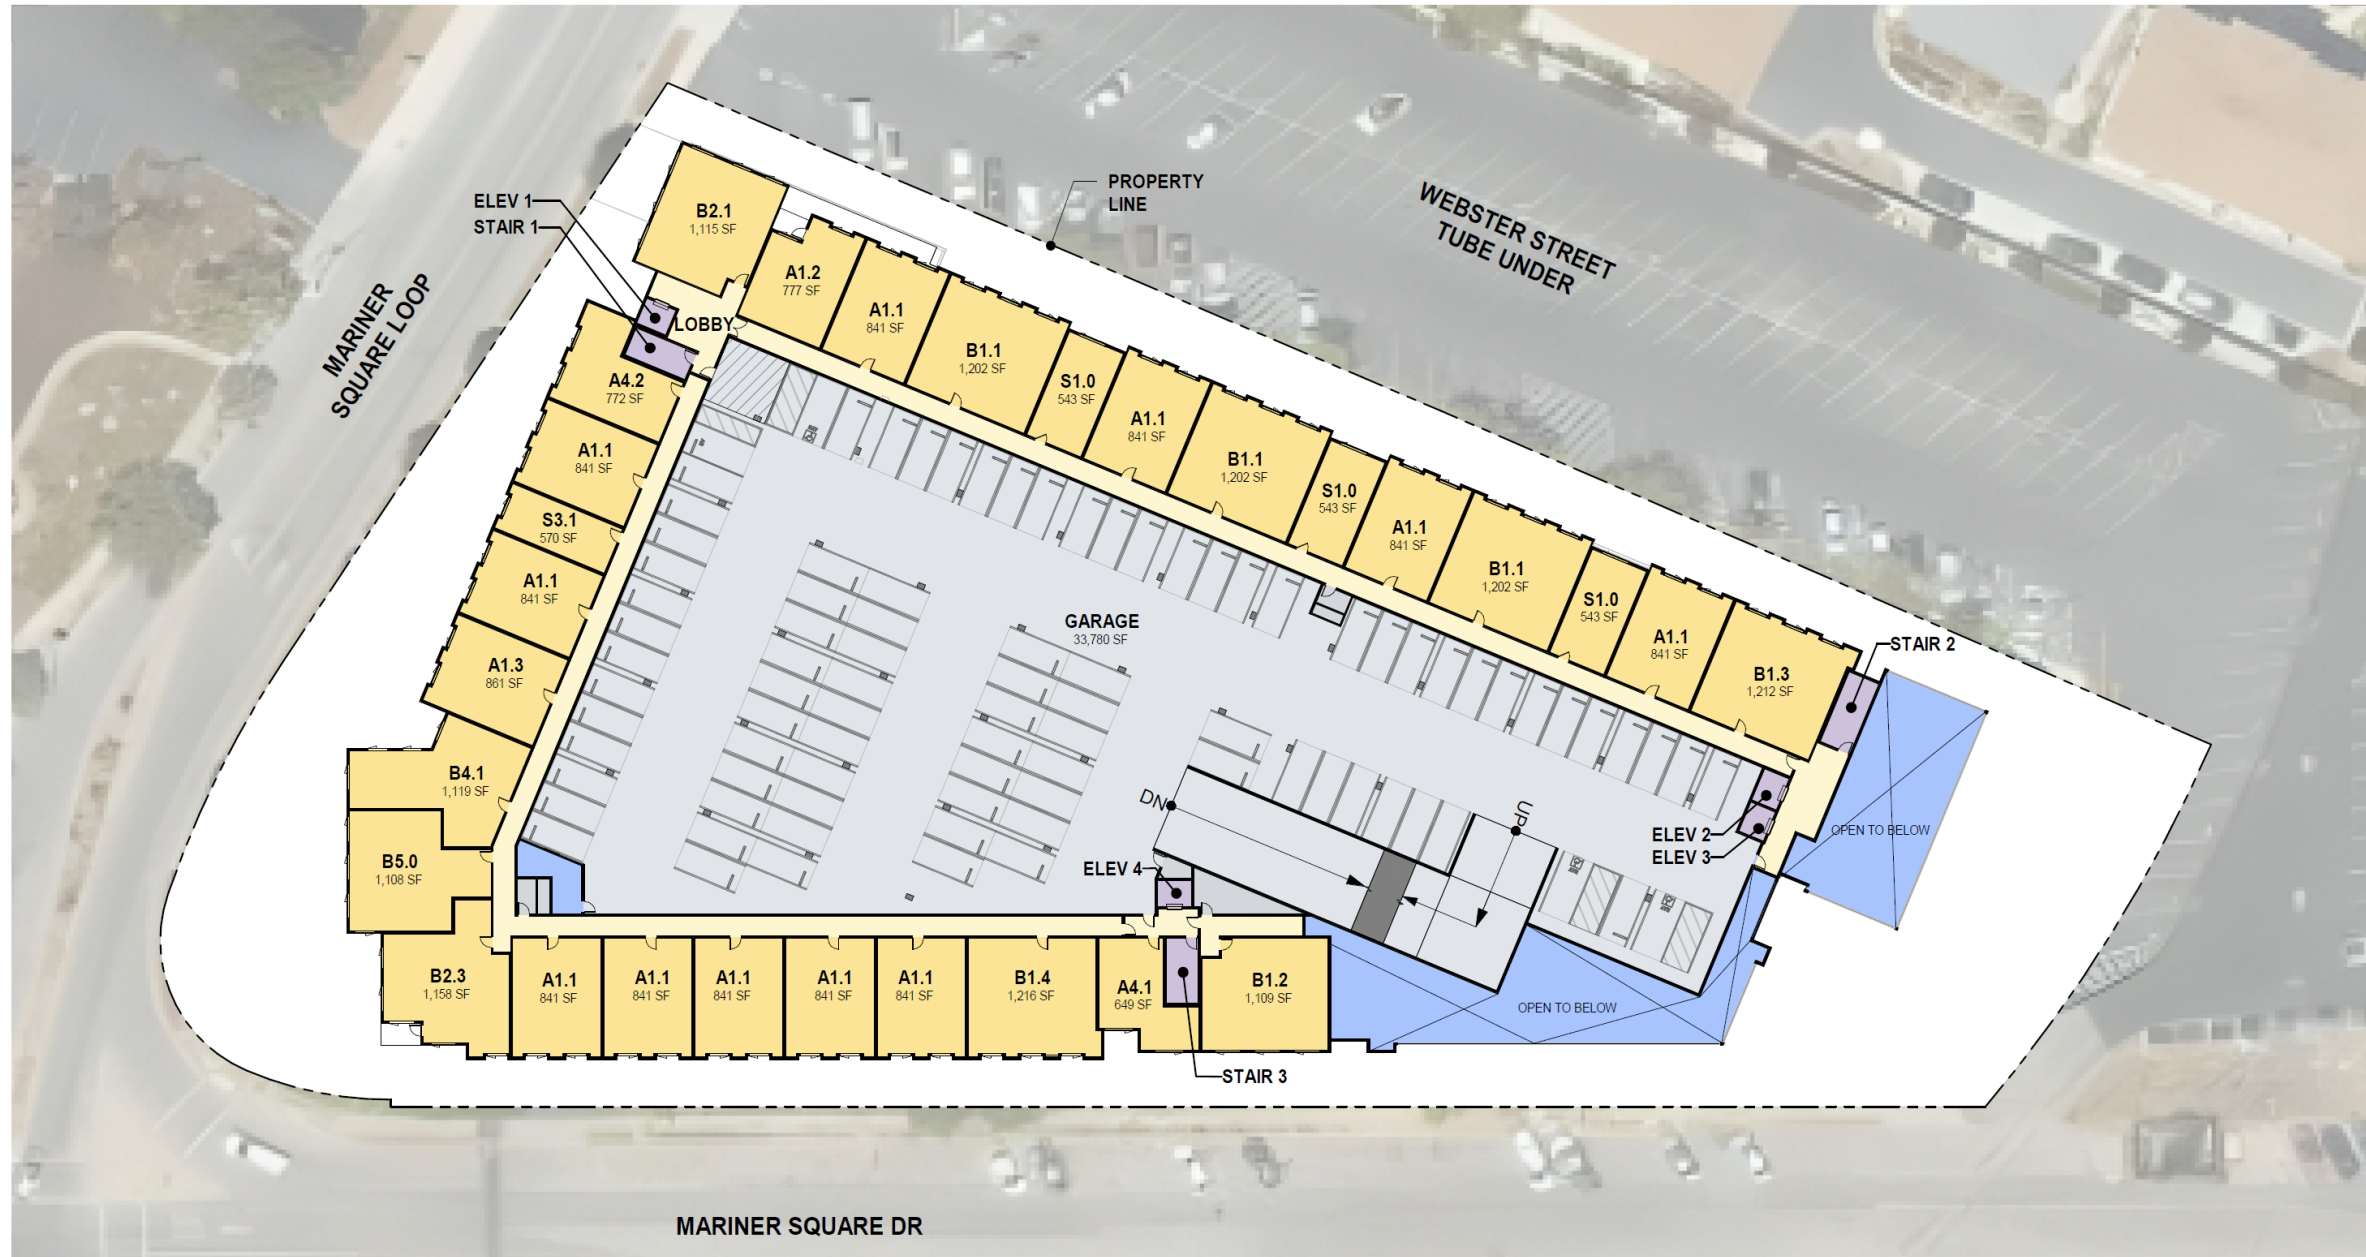 PROPERTY
LINE
WEBSTER STREET
TUBE UNDER
ELEV 1
STAIR 1
MARINER
SQUARE LOOP
B2.1
1,115 SF
LOBBY
A1.2
777 SF
A1.1
841 SF
B1.1
1,202 SF
S1.0
543 SF
A1.1
841 SF
B1.1
1,202 SF
S1.0
543 SF
A1.1
841 SF
B1.1
1,202 SF
S1.0
543 SF
A1.1
841 SF
B1.3
1,212 SF
STAIR 2
A4.2
772 SF
A1.1
841 SF
S3.1
570 SF
A1.1
841 SF
A1.3
861 SF
B4.1
1,119 SF
B5.0
1,108 SF
B2.3
1,158 SF
GARAGE
33,780 SF
DN
UP
ELEV 2
ELEV 3
OPEN TO BELOW
ELEV 4
A1.1
841 SF
A1.1
841 SF
A1.1
841 SF
A1.1
841 SF
A1.1
841 SF
B1.4
1,216 SF
A4.1
649 SF
B1.2
1,109 SF
OPEN TO BELOW
STAIR 3
MARINER SQUARE DR